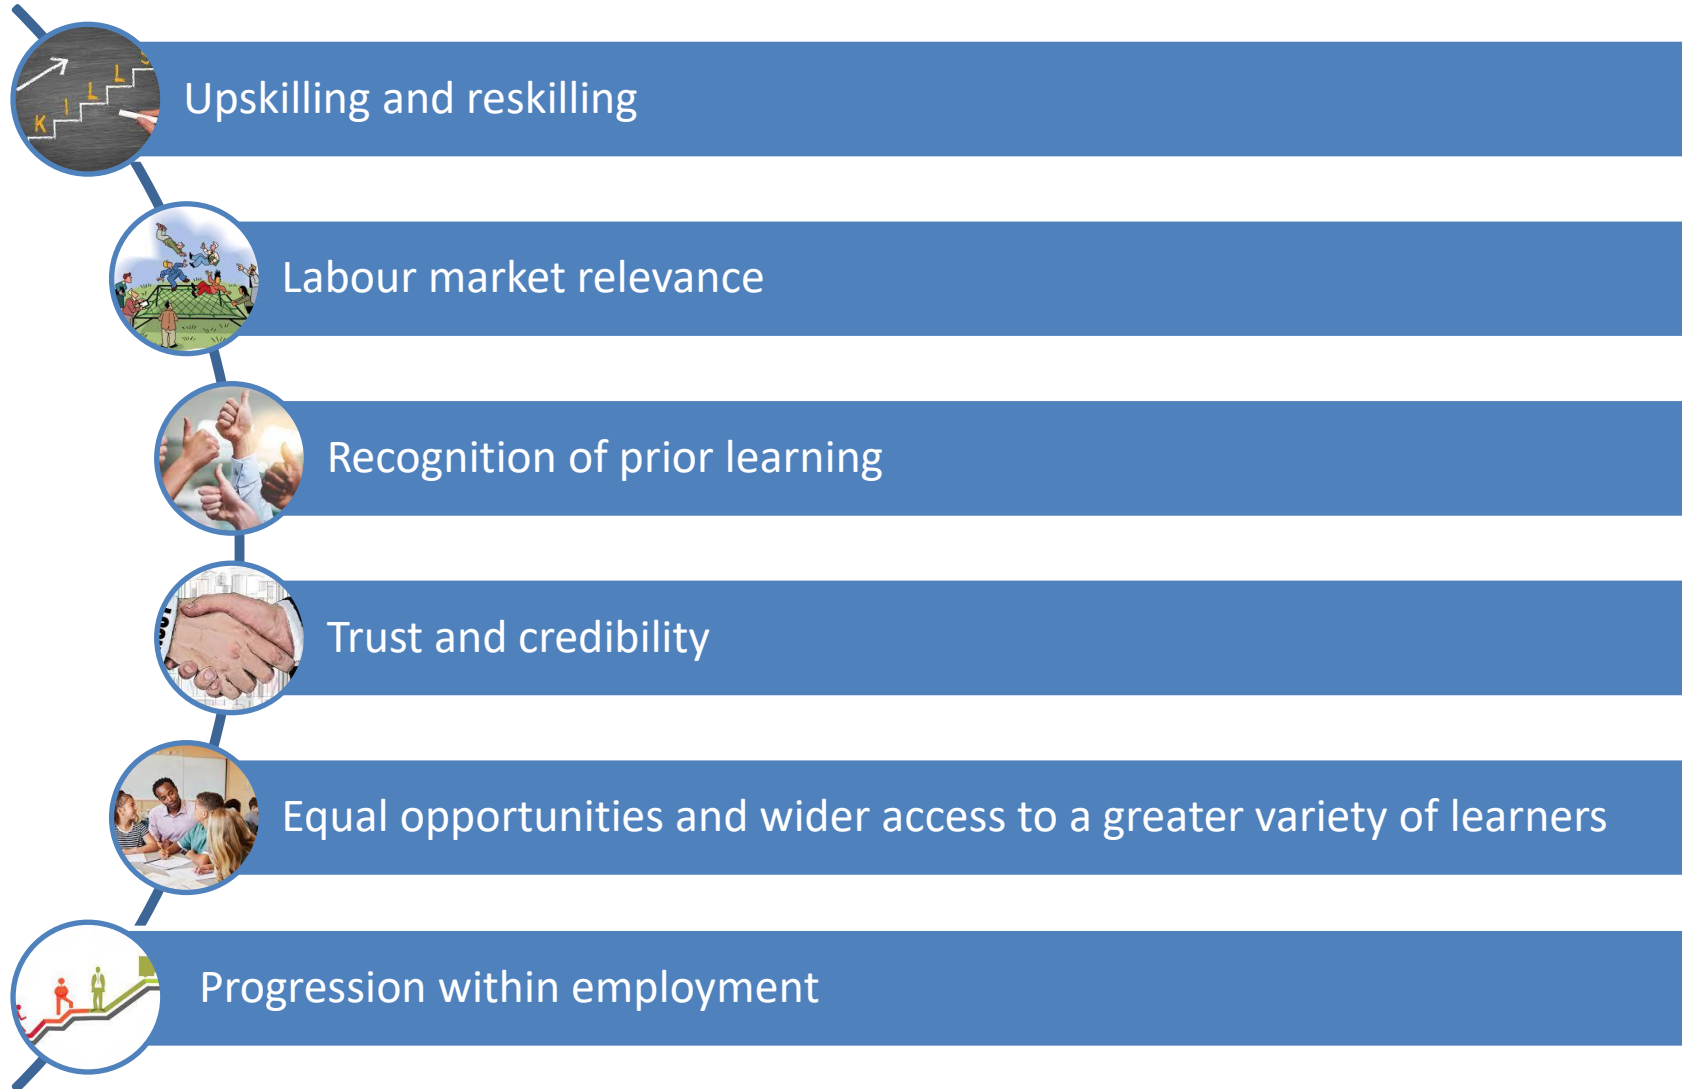 Upskilling and reskilling
Labour market relevance
Recognition of prior learning
Trust and credibility
Equal opportunities and wider access to a greater variety of learners
Progression within employment